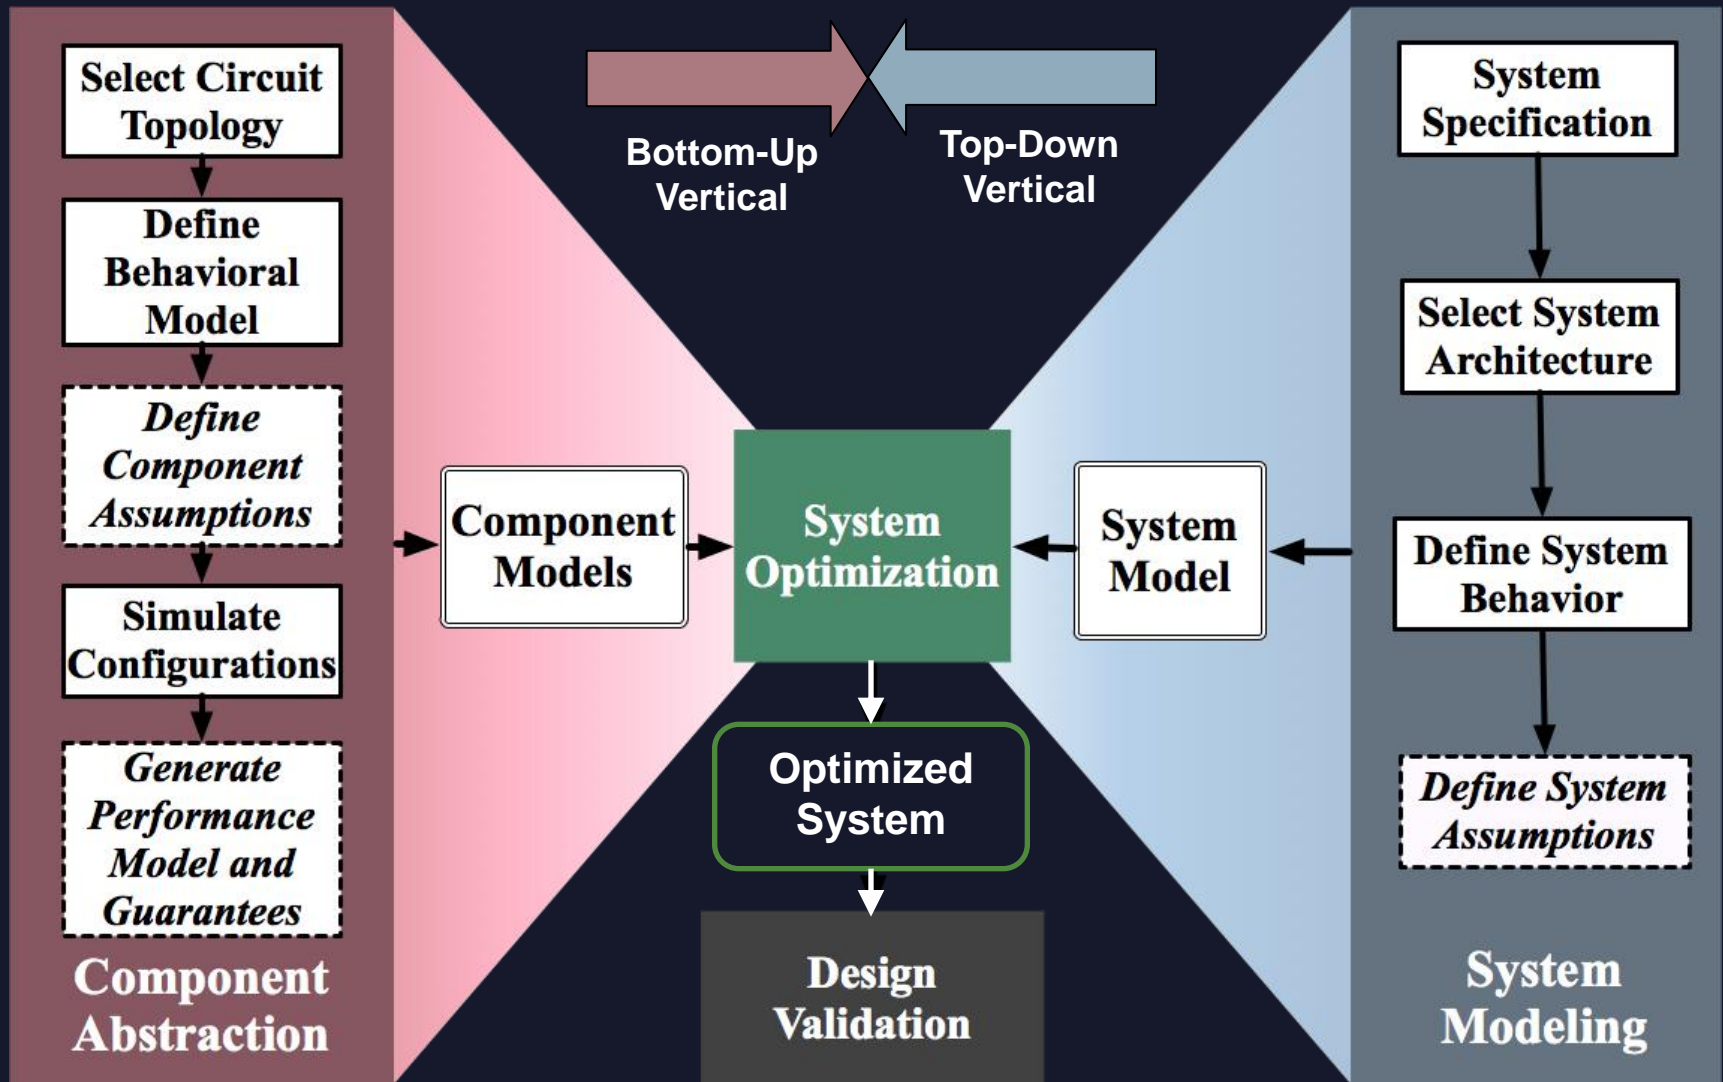 Select Circuit
Topology
Define
Behavioral
Model
Define
Component
Assumptions
Simulate
Configurations
Generate
Performance
Model and
Guarantees
Component
Abstraction
Bottom-Up
Vertical
Top-Down
Vertical
Component
Models
System
Optimization
System
Model
Optimized
System
Design
Validation
System
Specification
Select System
Architecture
Define System
Behavior
Define System
Assumptions
System
Modeling